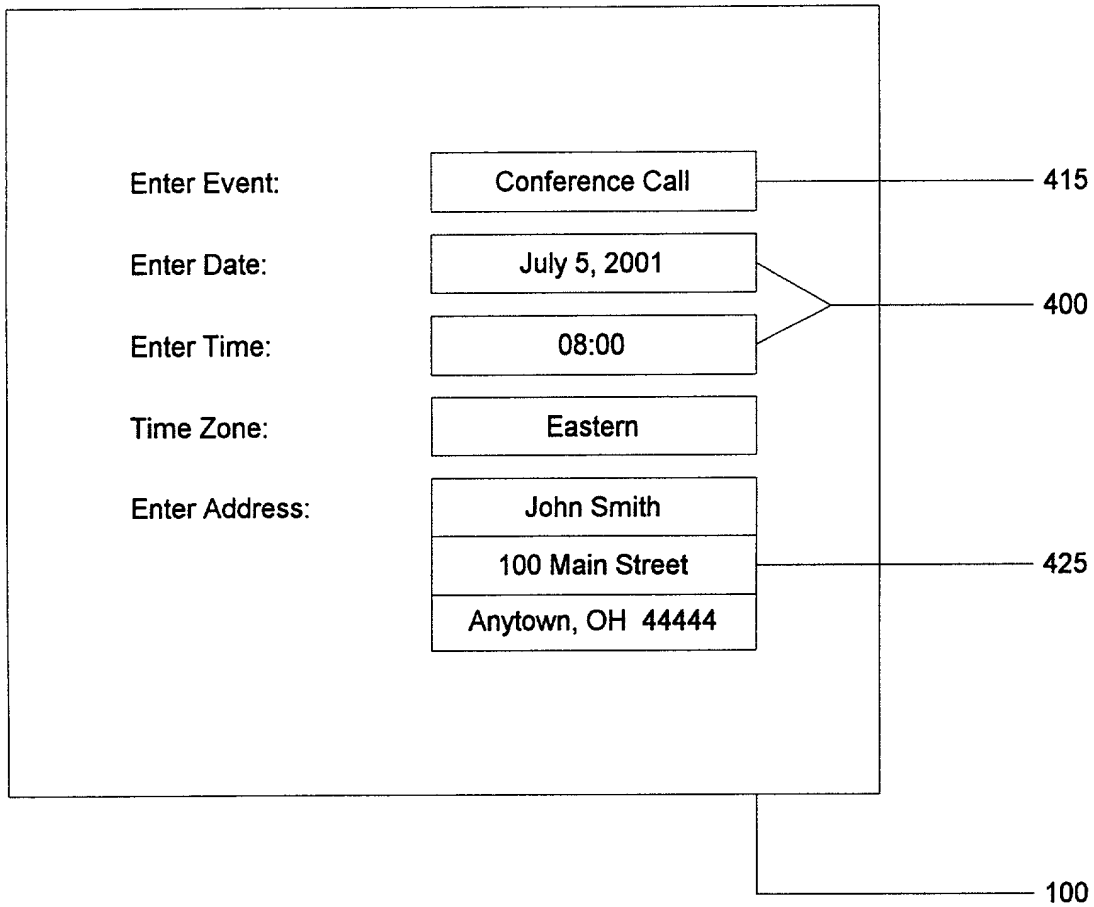 Enter Event: Conference Call 415
Enter Date: July 5, 2001
400
Enter Time: 08:00
Time Zone: Eastern
Enter Address: John Smith
100 Main Street 425
Anytown, OH 44444
100